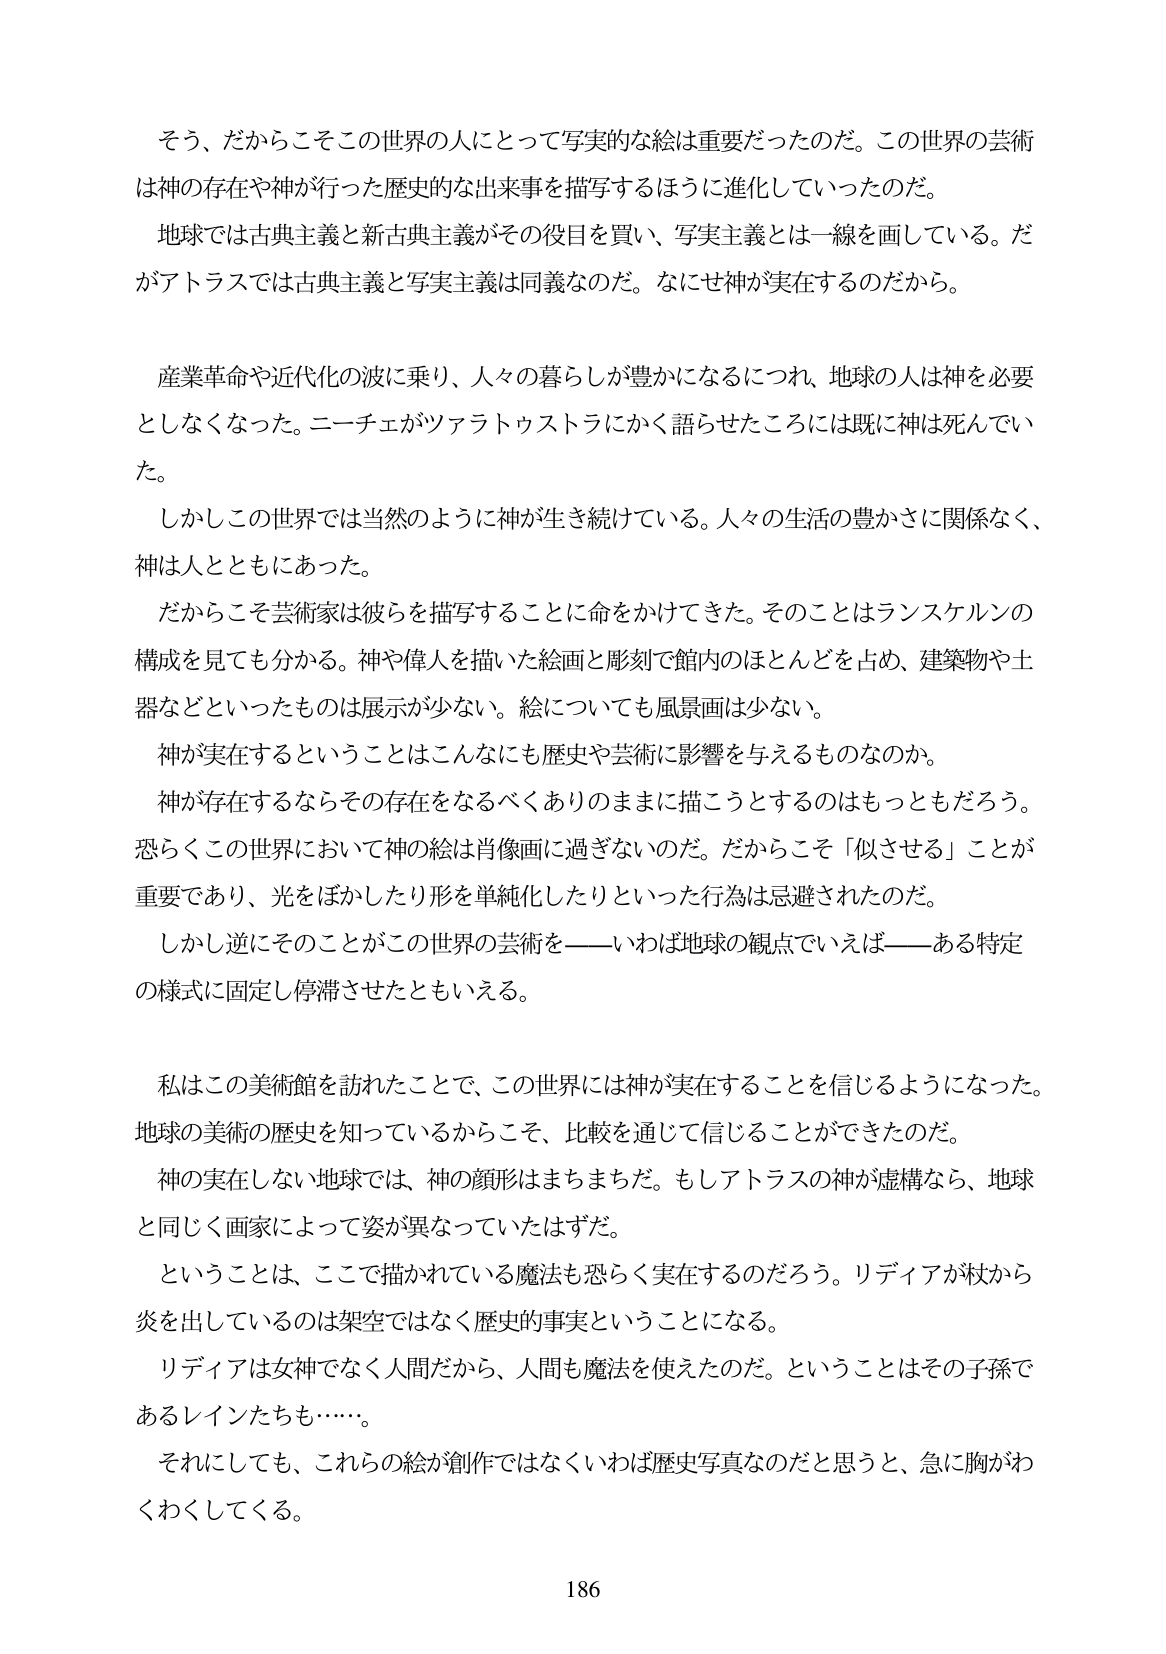 そう、だからこそこの世界の人にとって写実的な絵は重要だったのだ。この世界の芸術
は神の存在や神が行った歴史的な出来事を描写するほうに進化していったのだ。
地球では古典主義と新古典主義がその役目を買い、写実主義とは一線を画している。だ
がアトラスでは古典主義と写実主義は同義なのだ。なにせ神が実在するのだから。
産業革命や近代化の波に乗り、人々の暮らしが豊かになるにつれ、地球の人は神を必要
としなくなった。ニーチェがツァラトゥストラにかく語らせたころには既に神は死んでい
た。
しかしこの世界では当然のように神が生き続けている。人々の生活の豊かさに関係なく、
神は人とともにあった。
だからこそ芸術家は彼らを描写することに命をかけてきた。そのことはランスケルンの
構成を見ても分かる。神や偉人を描いた絵画と彫刻で館内のほとんどを占め、建築物や土
器などといったものは展示が少ない。絵についても風景画は少ない。
神が実在するということはこんなにも歴史や芸術に影響を与えるものなのか。
神が存在するならその存在をなるべくありのままに描こうとするのはもっともだろう。
恐らくこの世界において神の絵は肖像画に過ぎないのだ。だからこそ「似させる」ことが
重要であり、光をぼかしたり形を単純化したりといった行為は忌避されたのだ。
しかし逆にそのことがこの世界の芸術を――いわば地球の観点でいえば――ある特定
の様式に固定し停滞させたともいえる。
私はこの美術館を訪れたことで、この世界には神が実在することを信じるようになった。
地球の美術の歴史を知っているからこそ、比較を通じて信じることができたのだ。
神の実在しない地球では、神の顔形はまちまちだ。もしアトラスの神が虚構なら、地球
と同じく画家によって姿が異なっていたはずだ。
ということは、ここで描かれている魔法も恐らく実在するのだろう。リディアが杖から
炎を出しているのは架空ではなく歴史的事実ということになる。
リディアは女神でなく人間だから、人間も魔法を使えたのだ。ということはその子孫で
あるレインたちも……。
それにしても、これらの絵が創作ではなくいわば歴史写真なのだと思うと、急に胸がわ
くわくしてくる。
186